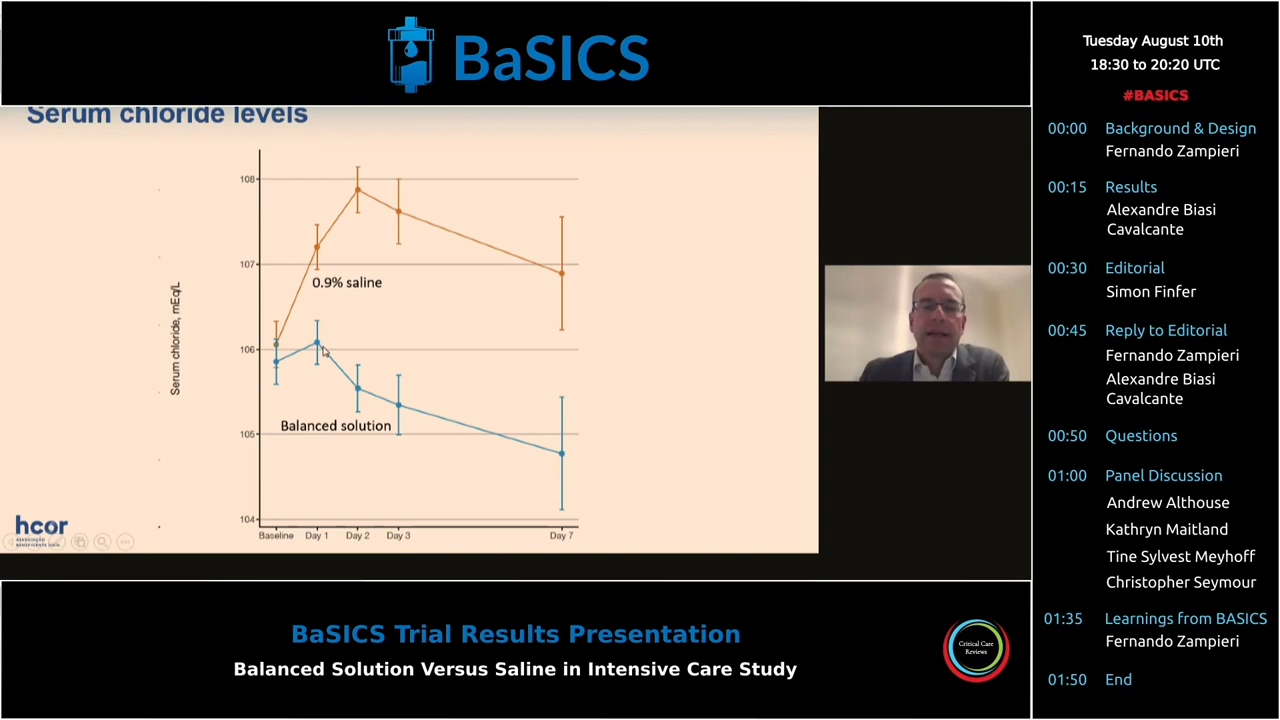 BaSICS
Serum chloride levels
108
107
106
105
104
Serum chloride, mEq/L
0.9% saline
Balanced solution
Baseline Day 1 Day 2 Day 3 Day 7
hcor
ASSOCIAÇÃO
Tuesday August 10th
18:30 to 20:20 UTC
#BASICS
00:00 Background & Design
Fernando Zampieri
00:15 Results
Alexandre Biasi
Cavalcante
00:30 Editorial
Simon Finfer
00:45 Reply to Editorial
Fernando Zampieri
Alexandre Biasi
Cavalcante
00:50 Questions
01:00 Panel Discussion
Andrew Althouse
Kathryn Maitland
Tine Sylvest Meyhoff
Christopher Seymour
01:35 Learnings from BASICS
Fernando Zampieri
01:50 End
BaSICS Trial Results Presentation
Balanced Solution Versus Saline in Intensive Care Study
Critical Care
Reviews